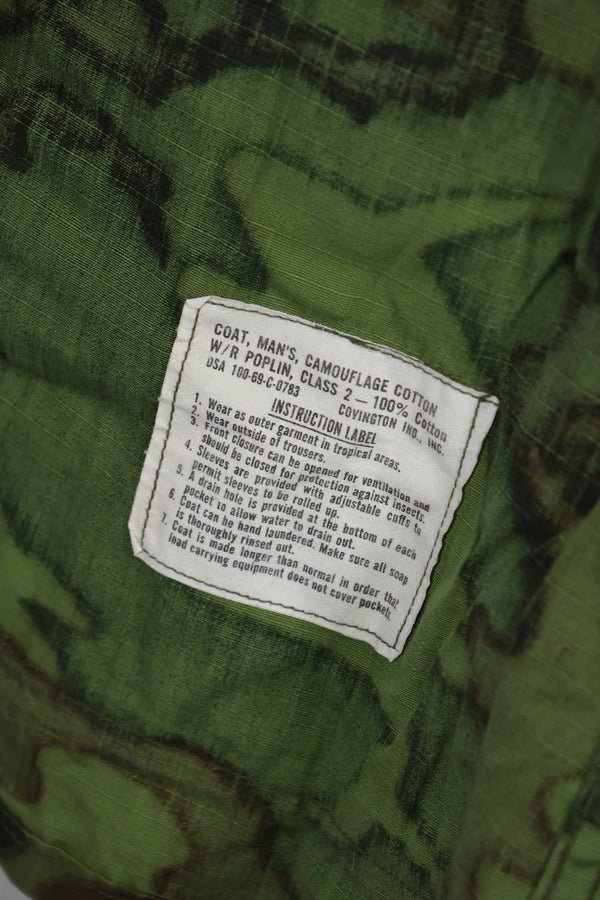 COAT, MAN'S, CAMOUFLAGE COTTON
W/R POPLIN, CLASS 2 — 100% Cotton
DSA 100-69-C-0783 COVINGTON IND., INC.
INSTRUCTION LABEL
1. Wear as outer garment in tropical areas.
2. Wear outside of trousers.
3. Front closure can be opened for ventilation and
should be closed for protection against insects.
4. Sleeves are provided with adjustable cuffs to
permit sleeves to be rolled up.
5. A drain hole is provided at the bottom of each
pocket to allow water to drain out.
6. Coat can be hand laundered. Make sure all soap
is thoroughly rinsed out.
7. Coat is made longer than normal in order that
load carrying equipment does not cover pockets.